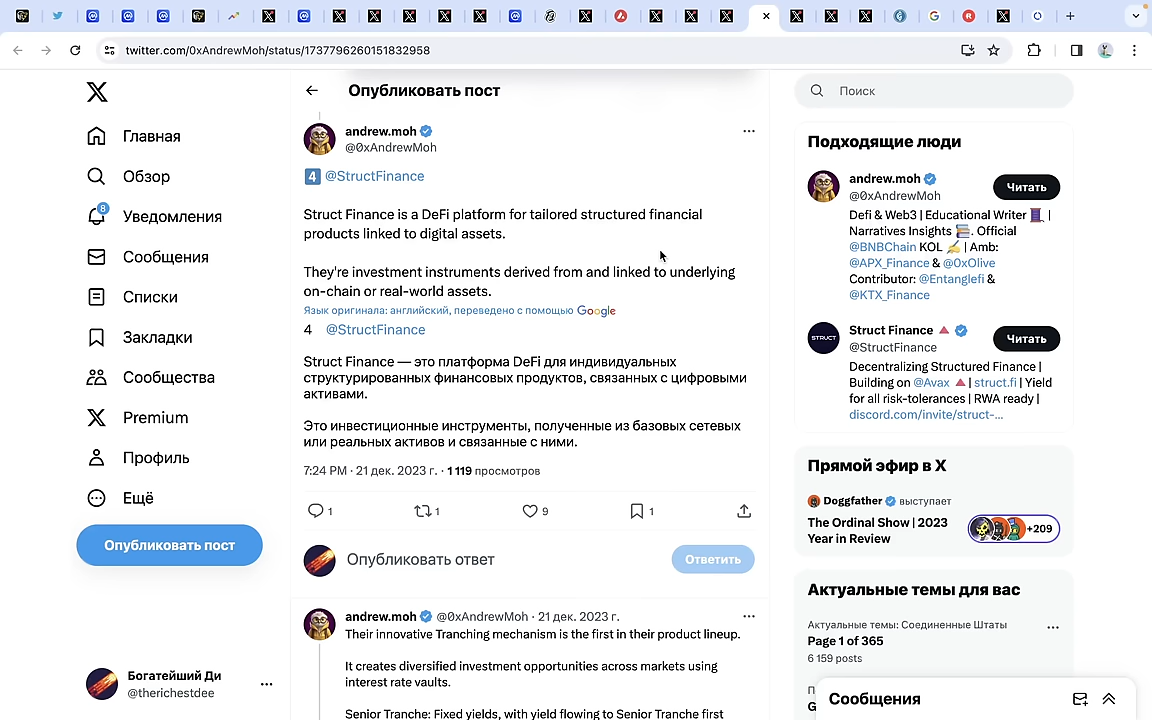 twitter.com/0xAndrewMoh/status/1737796260151832958
Главная
Обзор
8
Уведомления
Сообщения
Списки
Закладки
Сообщества
Premium
Профиль
Ещё
Опубликовать пост
Богатейший Ди
@therichestdee
Опубликовать пост
andrew.moh
@0xAndrewMoh
4 @StructFinance
Struct Finance is a DeFi platform for tailored structured financial
products linked to digital assets.
They're investment instruments derived from and linked to underlying
on-chain or real-world assets.
Язык оригинала: английский, переведено с помощью Google
4 @StructFinance
Struct Finance — это платформа DeFi для индивидуальных
структурированных финансовых продуктов, связанных с цифровыми
активами.
Это инвестиционные инструменты, полученные из базовых сетевых
или реальных активов и связанные с ними.
7:24 PM · 21 дек. 2023 г. · 1 119 просмотров
1 1 9 1
Опубликовать ответ
Ответить
andrew.moh @0xAndrewMoh · 21 дек. 2023 г.
Their innovative Tranching mechanism is the first in their product lineup.
It creates diversified investment opportunities across markets using
interest rate vaults.
Senior Tranche: Fixed yields, with yield flowing to Senior Tranche first
Поиск
Подходящие люди
andrew.moh
@0xAndrewMoh
Читать
Defi & Web3 | Educational Writer |
Narratives Insights . Official
@BNBChain KOL | Amb:
@APX_Finance & @0xOlive
Contributor: @Entanglefi &
@KTX_Finance
STRUCT
Struct Finance
@StructFinance
Читать
Decentralizing Structured Finance |
Building on @Avax | struct.fi | Yield
for all risk-tolerances | RWA ready |
discord.com/invite/struct-...
Прямой эфир в X
Doggfather выступает
The Ordinal Show | 2023
Year in Review
+209
Актуальные темы для вас
Актуальные темы: Соединенные Штаты
Page 1 of 365
6 159 posts
Сообщения